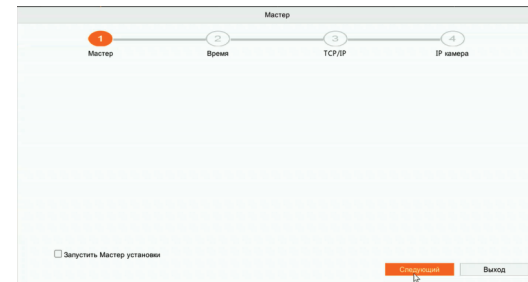 Мастер
1 2 3 4
Мастер Время TCP/IP IP камера
Запустить Мастер установки
Следующий Выход